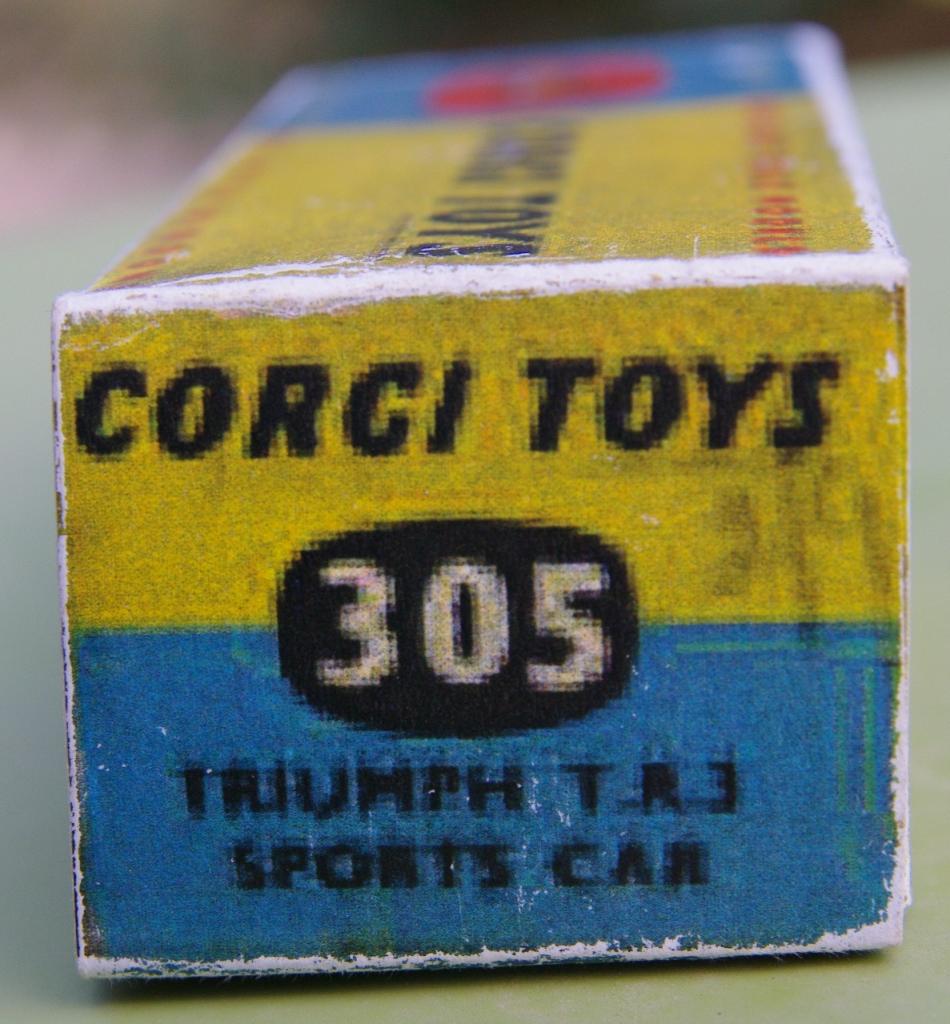 CORGI TOYS
305
TRIUMPH T.R.3
SPORTS CAR